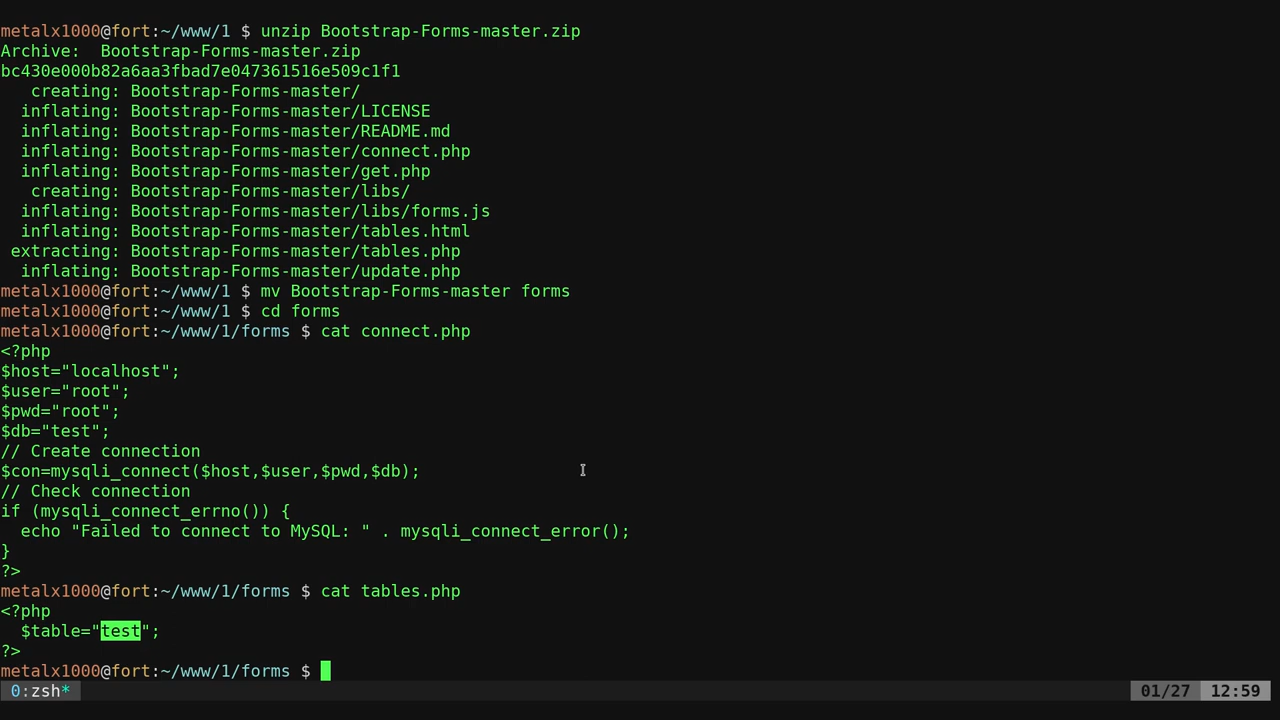 metalx1000@fort:~/www/1 $ unzip Bootstrap-Forms-master.zip
Archive:  Bootstrap-Forms-master.zip
bc430e000b82a6aa3fbad7e047361516e509c1f1
   creating: Bootstrap-Forms-master/
  inflating: Bootstrap-Forms-master/LICENSE
  inflating: Bootstrap-Forms-master/README.md
  inflating: Bootstrap-Forms-master/connect.php
  inflating: Bootstrap-Forms-master/get.php
   creating: Bootstrap-Forms-master/libs/
  inflating: Bootstrap-Forms-master/libs/forms.js
  inflating: Bootstrap-Forms-master/tables.html
 extracting: Bootstrap-Forms-master/tables.php
  inflating: Bootstrap-Forms-master/update.php
metalx1000@fort:~/www/1 $ mv Bootstrap-Forms-master forms
metalx1000@fort:~/www/1 $ cd forms
metalx1000@fort:~/www/1/forms $ cat connect.php
<?php
$host="localhost";
$user="root";
$pwd="root";
$db="test";
// Create connection
$con=mysqli_connect($host,$user,$pwd,$db);
// Check connection
if (mysqli_connect_errno()) {
  echo "Failed to connect to MySQL: " . mysqli_connect_error();
}
?>
metalx1000@fort:~/www/1/forms $ cat tables.php
<?php
  $table="test";
?>
metalx1000@fort:~/www/1/forms $
0:zsh* 01/27 12:59